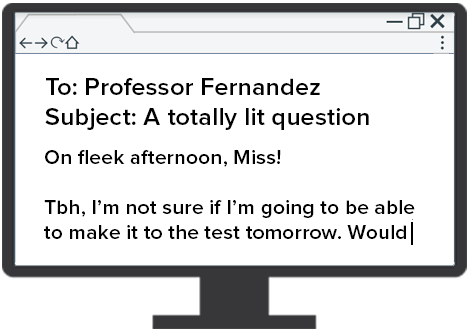 To: Professor Fernandez
Subject: A totally lit question
On fleek afternoon, Miss!
Tbh, I’m not sure if I’m going to be able
to make it to the test tomorrow. Would